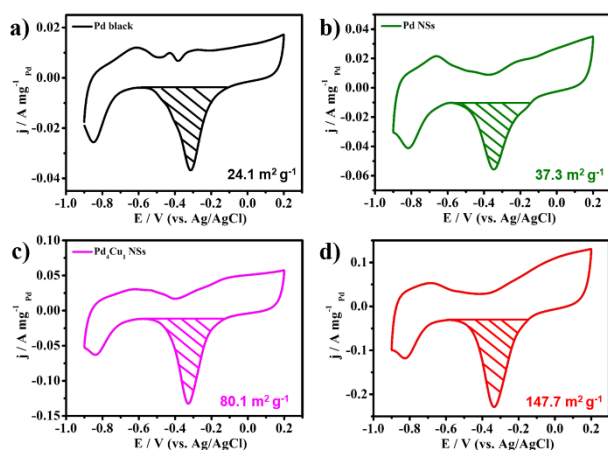 a)
Pd black
0.02
0.00
-0.02
-0.04
j / A mg⁻¹ Pd
24.1 m² g⁻¹
-1.0 -0.8 -0.6 -0.4 -0.2 0.0 0.2
E / V (vs. Ag/AgCl)
b)
Pd NSs
0.04
0.02
0.00
-0.02
-0.04
-0.06
j / A mg⁻¹ Pd
37.3 m² g⁻¹
-1.0 -0.8 -0.6 -0.4 -0.2 0.0 0.2
E / V (vs. Ag/AgCl)
c)
Pd₄Cu₁ NSs
0.10
0.05
0.00
-0.05
-0.10
-0.15
j / A mg⁻¹ Pd
80.1 m² g⁻¹
-1.0 -0.8 -0.6 -0.4 -0.2 0.0 0.2
E / V (vs. Ag/AgCl)
d)
0.1
0.0
-0.1
-0.2
j / A mg⁻¹ Pd
147.7 m² g⁻¹
-1.0 -0.8 -0.6 -0.4 -0.2 0.0 0.2
E / V (vs. Ag/AgCl)